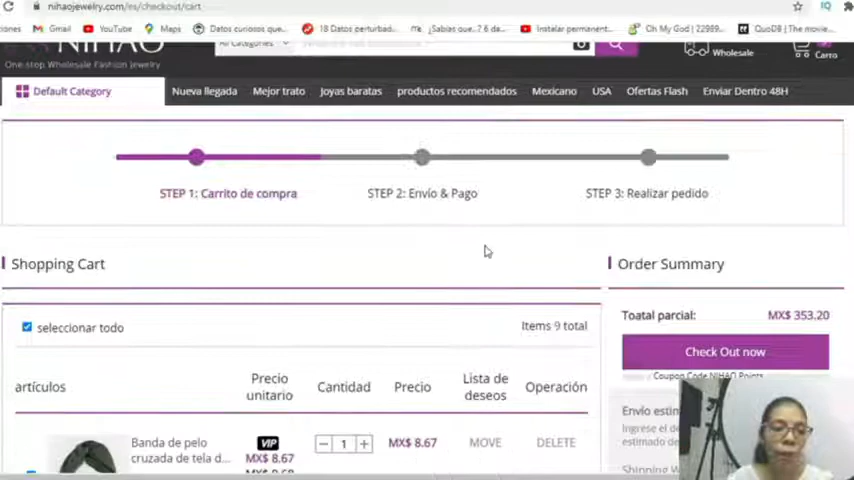 nihaojewelry.com/es/checkout/cart
ciones Gmail YouTube Maps Datos curiosos que... 18 Datos perturbad... ¿Sabías que...? 6 de... Instalar permanent... Oh My God | 22989... QuoDB | The movie...
NIHAO
All Categories
One-stop Wholesale Fashion Jewelry
Wholesale
Carro
Default Category Nueva llegada Mejor trato Joyas baratas productos recomendados Mexicano USA Ofertas Flash Enviar Dentro 48H
STEP 1: Carrito de compra STEP 2: Envío & Pago STEP 3: Realizar pedido
Shopping Cart
Order Summary
seleccionar todo Items 9 total
Toatal parcial: MX$ 353.20
Check Out now
Coupon Code NIHAO Points
artículos Precio unitario Cantidad Precio Lista de deseos Operación
Envío estim
Ingrese el de
estimado de
Shipping W
Banda de pelo
cruzada de tela d...
VIP
MX$ 8.67
1
MX$ 8.67
MOVE
DELETE